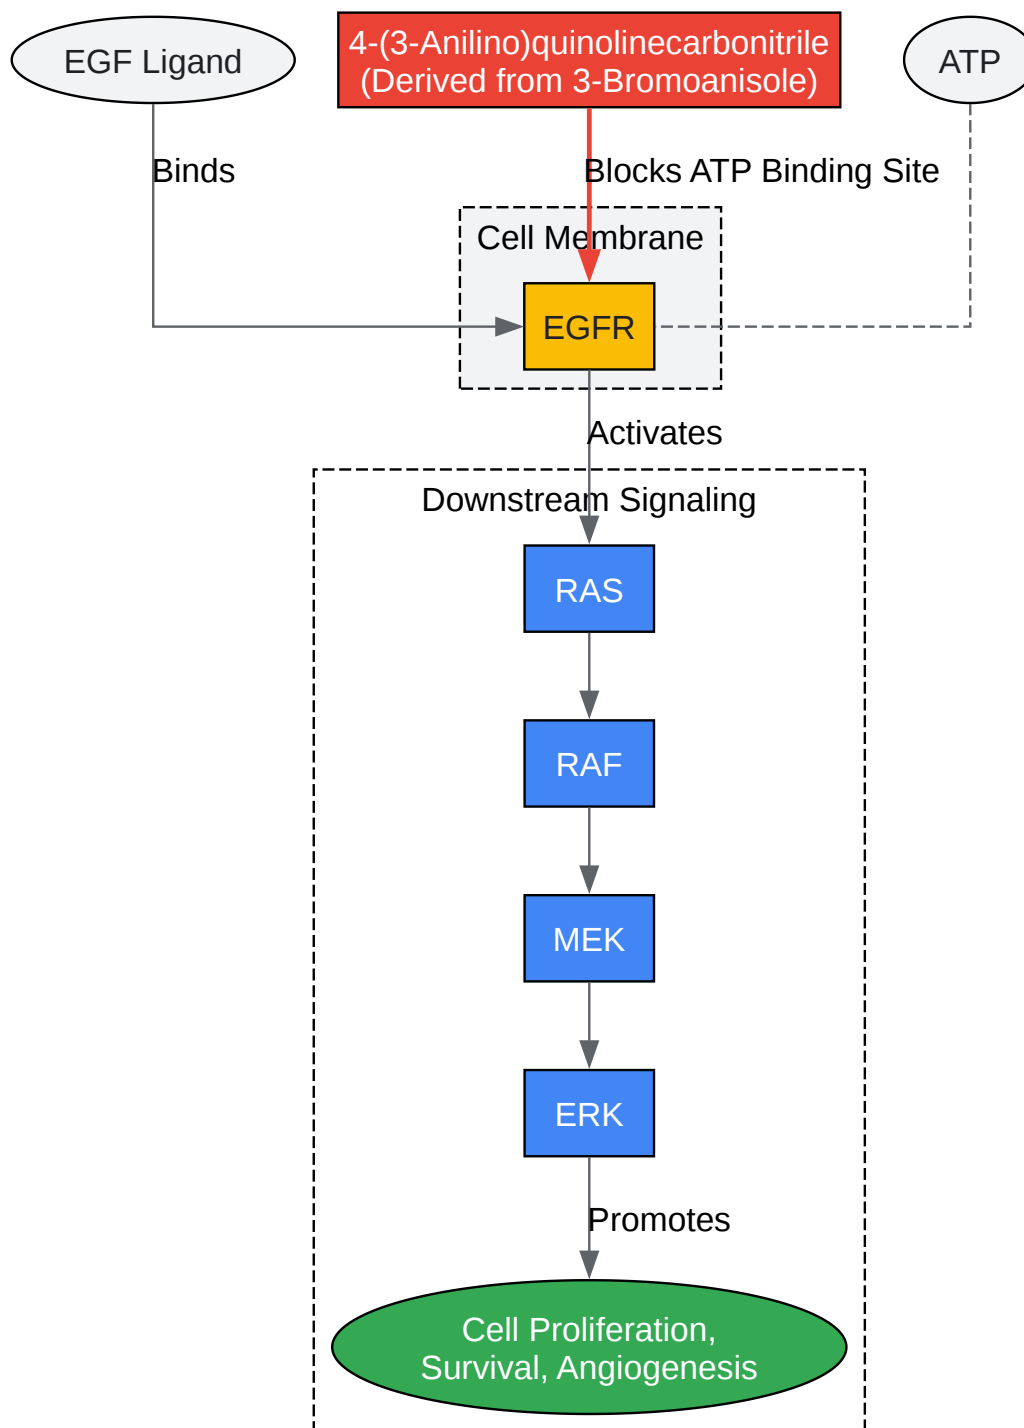 EGF Ligand
4-(3-Anilino)quinolinecarbonitrile
(Derived from 3-Bromoanisole)
ATP
Binds
Blocks ATP Binding Site
Cell Membrane
EGFR
Activates
Downstream Signaling
RAS
RAF
MEK
ERK
Promotes
Cell Proliferation,
Survival, Angiogenesis